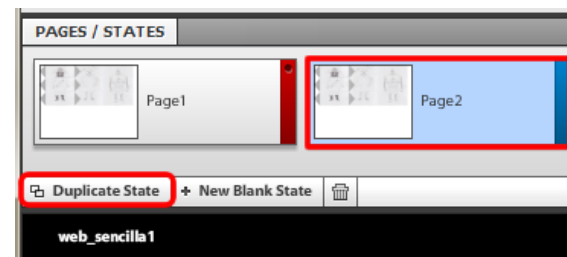 PAGES / STATES
Page1
Page2
Duplicate State
+ New Blank State
web_sencilla1